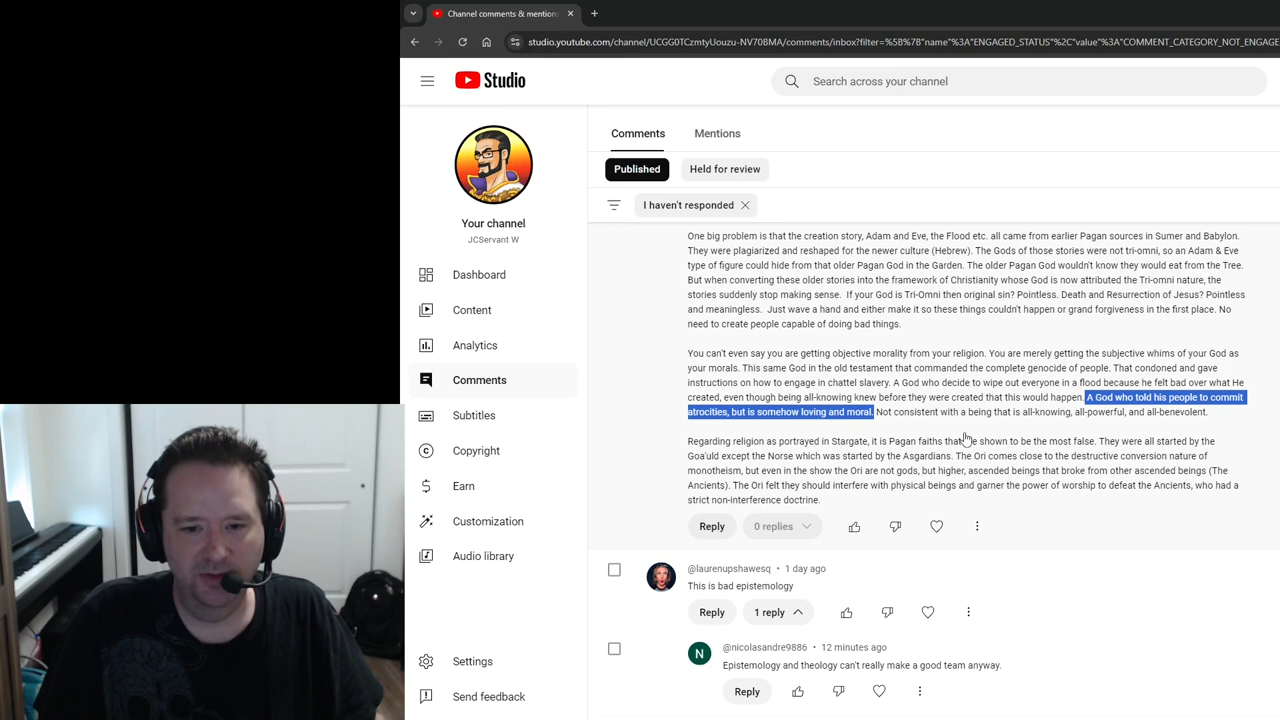 Channel comments & mention
studio.youtube.com/channel/UCGG0TCzmtyUouzu-NV70BMA/comments/inbox?filter=%5B%7B"name"%3A"ENGAGED_STATUS"%2C"value"%3A"COMMENT_CATEGORY_NOT_ENGAGE
Studio
Search across your channel
Your channel
JCServant W
Dashboard
Content
Analytics
Comments
Subtitles
Copyright
Earn
Customization
Audio library
Settings
Send feedback
Comments Mentions
Published Held for review
I haven't responded
One big problem is that the creation story, Adam and Eve, the Flood etc. all came from earlier Pagan sources in Sumer and Babylon.
They were plagiarized and reshaped for the newer culture (Hebrew). The Gods of those stories were not tri-omni, so an Adam & Eve
type of figure could hide from that older Pagan God in the Garden. The older Pagan God wouldn't know they would eat from the Tree.
But when converting these older stories into the framework of Christianity whose God is now attributed the Tri-omni nature, the
stories suddenly stop making sense. If your God is Tri-Omni then original sin? Pointless. Death and Resurrection of Jesus? Pointless
and meaningless. Just wave a hand and either make it so these things couldn't happen or grand forgiveness in the first place. No
need to create people capable of doing bad things.
You can't even say you are getting objective morality from your religion. You are merely getting the subjective whims of your God as
your morals. This same God in the old testament that commanded the complete genocide of people. That condoned and gave
instructions on how to engage in chattel slavery. A God who decide to wipe out everyone in a flood because he felt bad over what He
created, even though being all-knowing knew before they were created that this would happen. A God who told his people to commit
atrocities, but is somehow loving and moral. Not consistent with a being that is all-knowing, all-powerful, and all-benevolent.
Regarding religion as portrayed in Stargate, it is Pagan faiths that e shown to be the most false. They were all started by the
Goa'uld except the Norse which was started by the Asgardians. The Ori comes close to the destructive conversion nature of
monotheism, but even in the show the Ori are not gods, but higher, ascended beings that broke from other ascended beings (The
Ancients). The Ori felt they should interfere with physical beings and garner the power of worship to defeat the Ancients, who had a
strict non-interference doctrine.
Reply 0 replies
@laurenupshawesq • 1 day ago
This is bad epistemology
Reply 1 reply
N
@nicolasandre9886 • 12 minutes ago
Epistemology and theology can't really make a good team anyway.
Reply